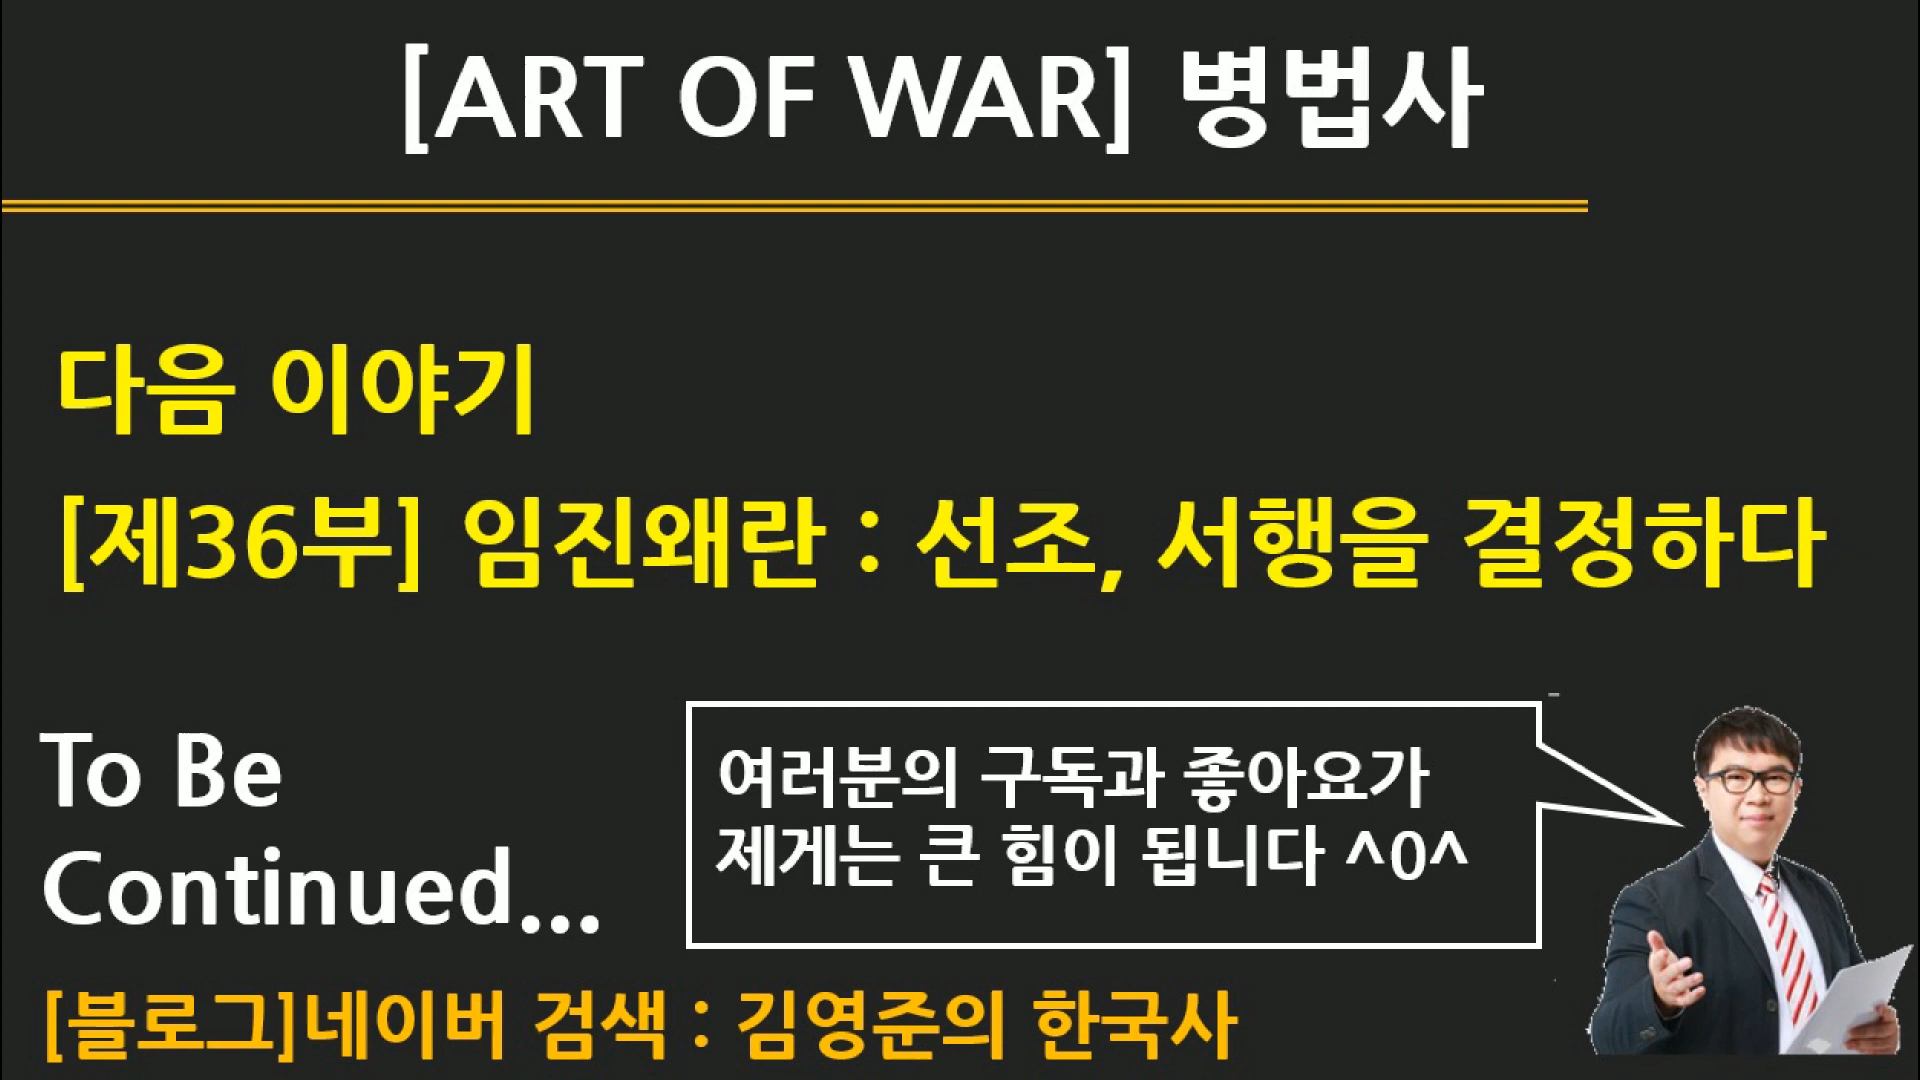 [ART OF WAR] 병법사
다음 이야기
[제36부] 임진왜란 : 선조, 서행을 결정하다
To Be
Continued...
여러분의 구독과 좋아요가
제게는 큰 힘이 됩니다 ^0^
[블로그]네이버 검색 : 김영준의 한국사